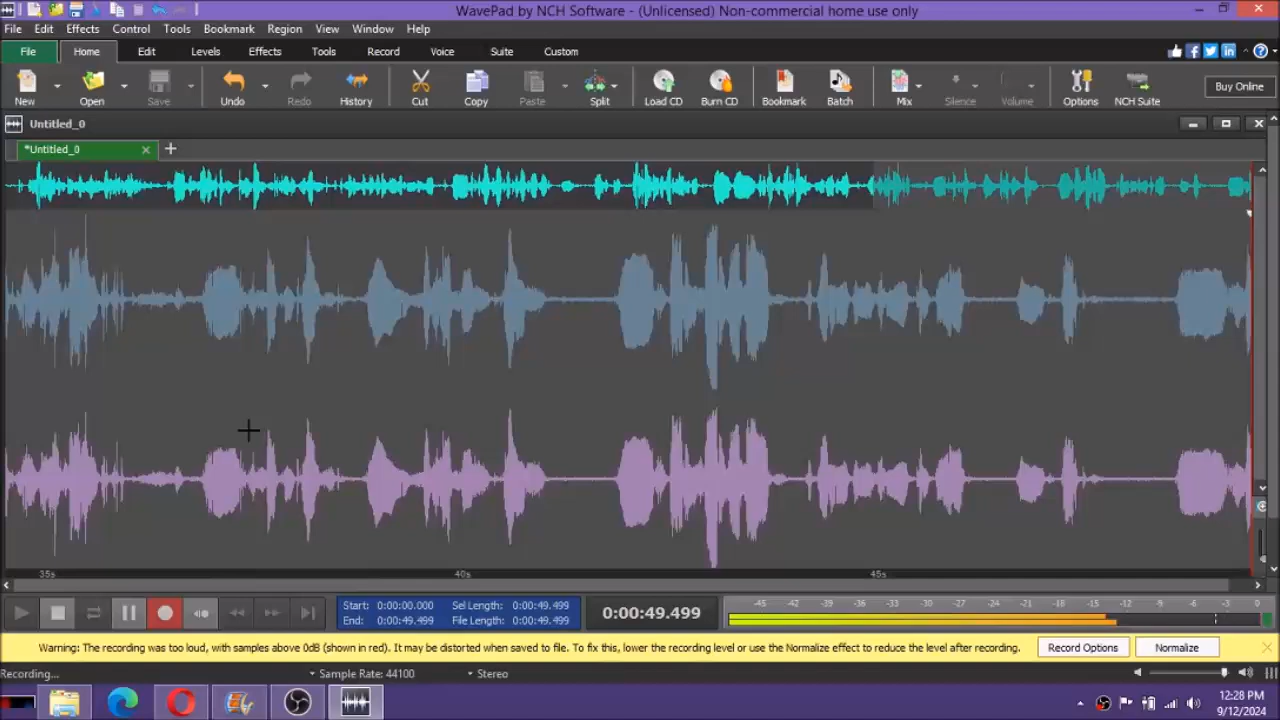 WavePad by NCH Software - (Unlicensed) Non-commercial home use only
File Edit Effects Control Tools Bookmark Region View Window Help
File Home Edit Levels Effects Tools Record Voice Suite Custom
New Open Save Undo Redo History Cut Copy Paste Split Load CD Burn CD Bookmark Batch Mix Silence Volume Options NCH Suite Buy Online
Untitled_0
*Untitled_0
35s 40s 45s
Start: 0:00:00.000 Sel Length: 0:00:49.499
End: 0:00:49.499 File Length: 0:00:49.499
0:00:49.499
-45 -42 -39 -36 -33 -30 -27 -24 -21 -18 -15 -12 -9 -6 -3 0
Warning: The recording was too loud, with samples above 0dB (shown in red). It may be distorted when saved to file. To fix this, lower the recording level or use the Normalize effect to reduce the level after recording. Record Options Normalize
Recording... Sample Rate: 44100 Stereo
12:28 PM
9/12/2024